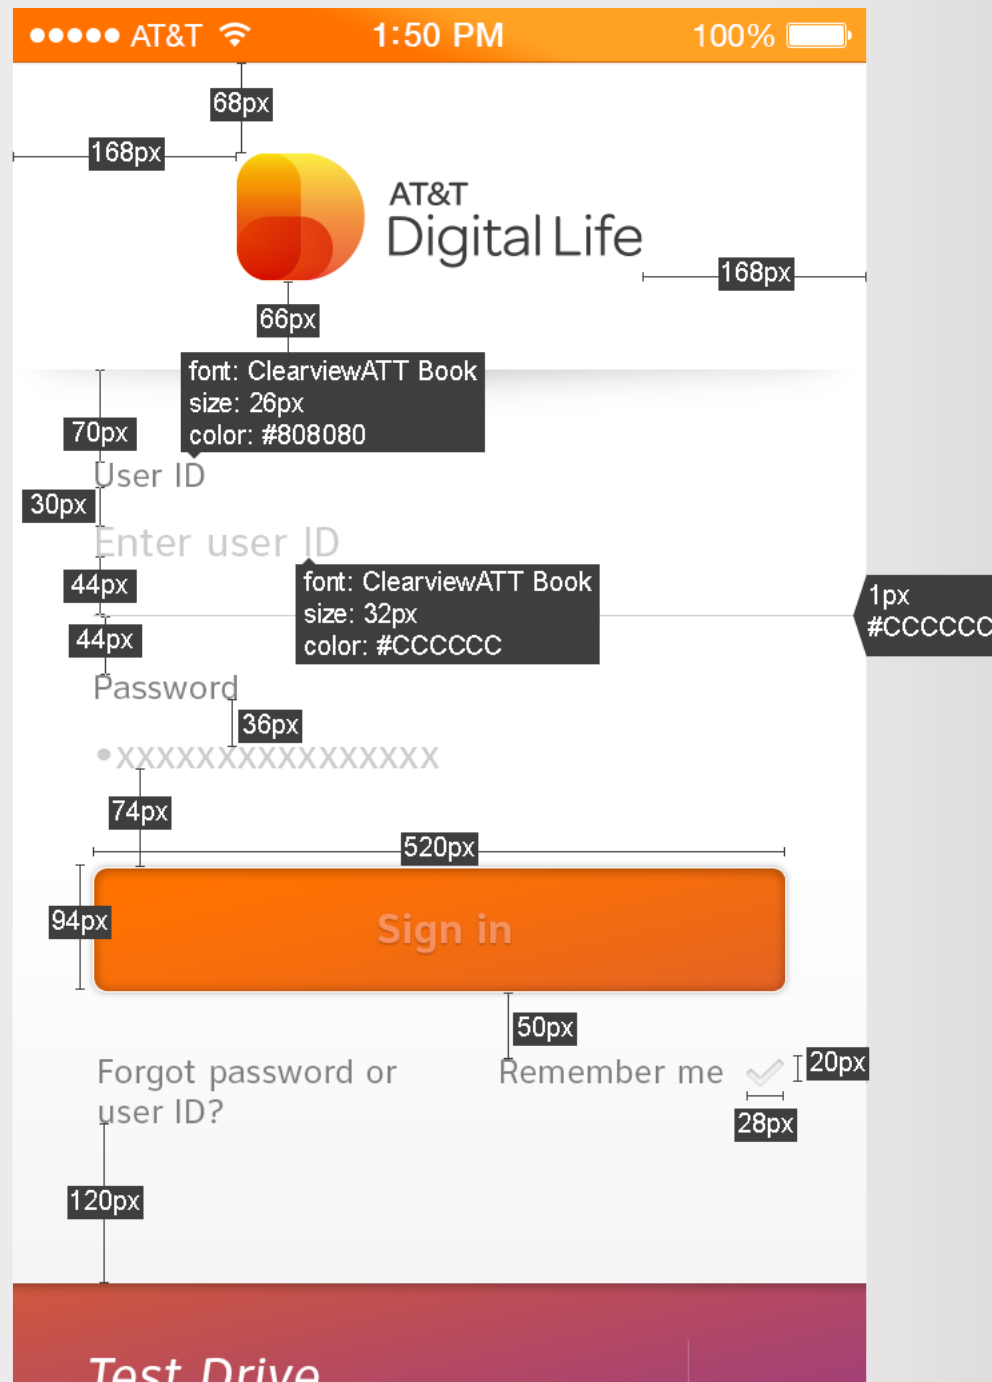 AT&T 1:50 PM 100%
68px
168px
AT&T
Digital Life
168px
66px
font: ClearviewATT Book
size: 26px
color: #808080
70px
User ID
30px
Enter user ID
44px
font: ClearviewATT Book
size: 32px
color: #CCCCCC
1px
#CCCCCC
44px
Password
36px
•xxxxxxxxxxxxxxxx
74px
520px
94px
Sign in
50px
Forgot password or
user ID?
Remember me
20px
28px
120px
Test Drive